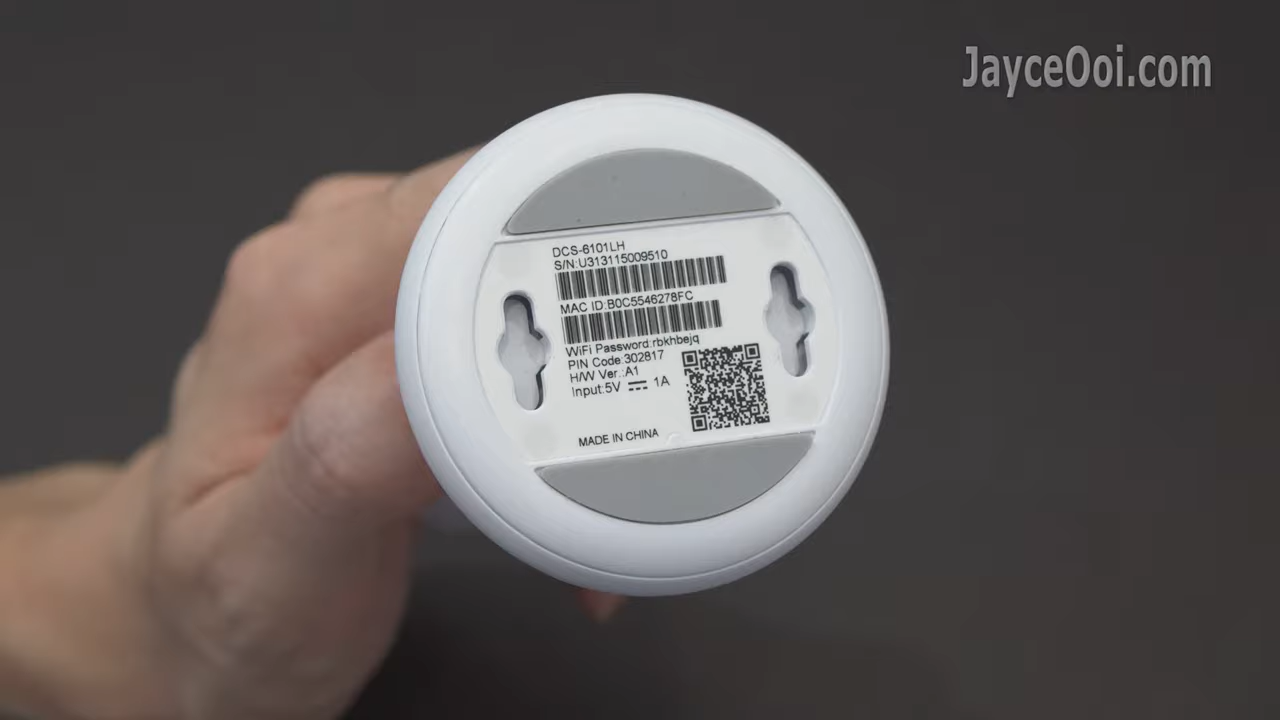 JayceOoi.com
DCS-6101LH
S/N:U313115009510
MAC ID:B0C5546278FC
WiFi Password:rbkhbejq
PIN Code:302817
H/W Ver.:A1
Input:5V ⎓ 1A
MADE IN CHINA